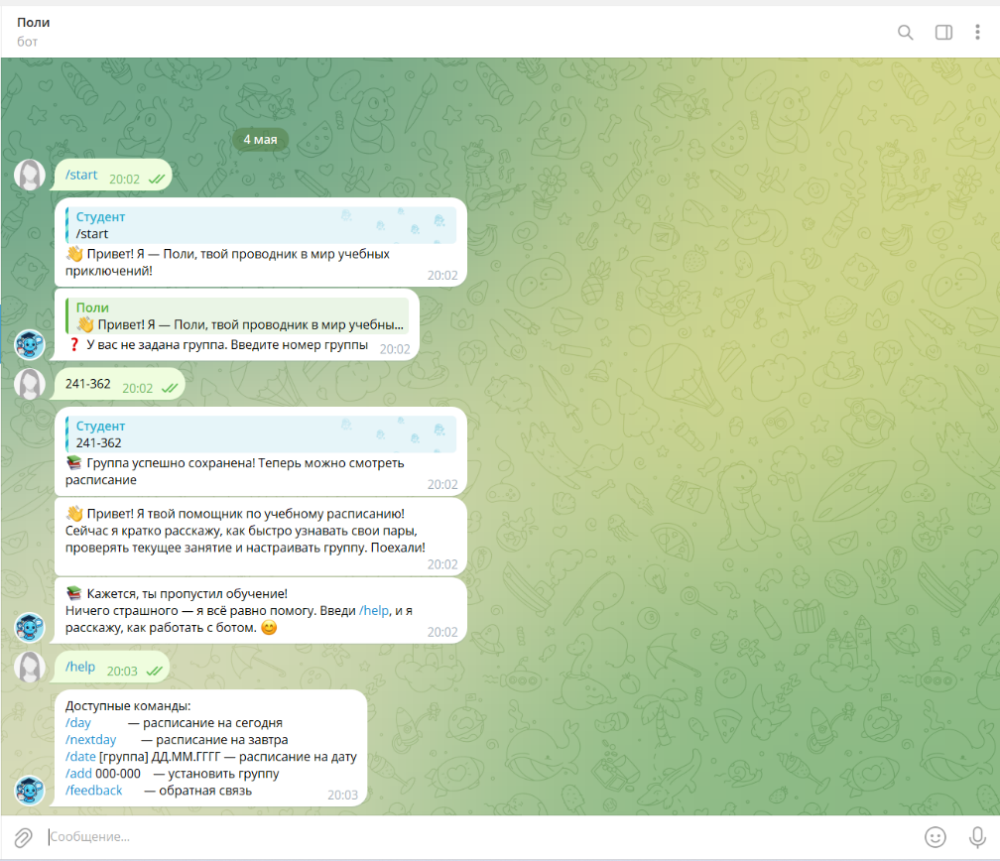 Поли
бот
4 мая
/start 20:02
Студент
/start
👋 Привет! Я — Поли, твой проводник в мир учебных
приключений!
20:02
Поли
👋 Привет! Я — Поли, твой проводник в мир учебны...
❓ У вас не задана группа. Введите номер группы 20:02
241-362 20:02
Студент
241-362
📚 Группа успешно сохранена! Теперь можно смотреть
расписание
20:02
👋 Привет! Я твой помощник по учебному расписанию!
Сейчас я кратко расскажу, как быстро узнавать свои пары,
проверять текущее занятие и настраивать группу. Поехали!
20:02
📚 Кажется, ты пропустил обучение!
Ничего страшного — я всё равно помогу. Введи /help, и я
расскажу, как работать с ботом. 😊 20:02
/help 20:03
Доступные команды:
/day — расписание на сегодня
/nextday — расписание на завтра
/date [группа] ДД.ММ.ГГГГ — расписание на дату
/add 000-000 — установить группу
/feedback — обратная связь 20:03
Сообщение...